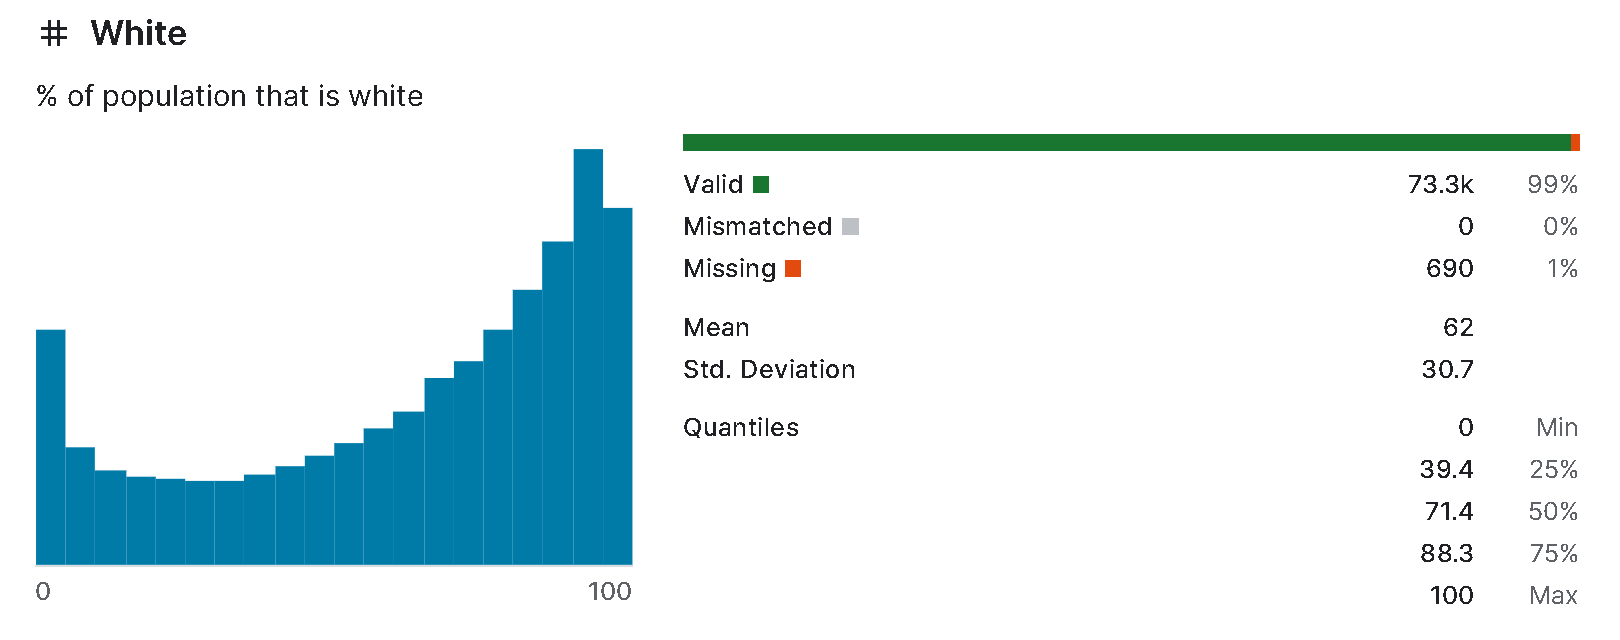 # White
% of population that is white
0 100
Valid 73.3k 99%
Mismatched 0 0%
Missing 690 1%
Mean 62
Std. Deviation 30.7
Quantiles 0 Min
39.4 25%
71.4 50%
88.3 75%
100 Max